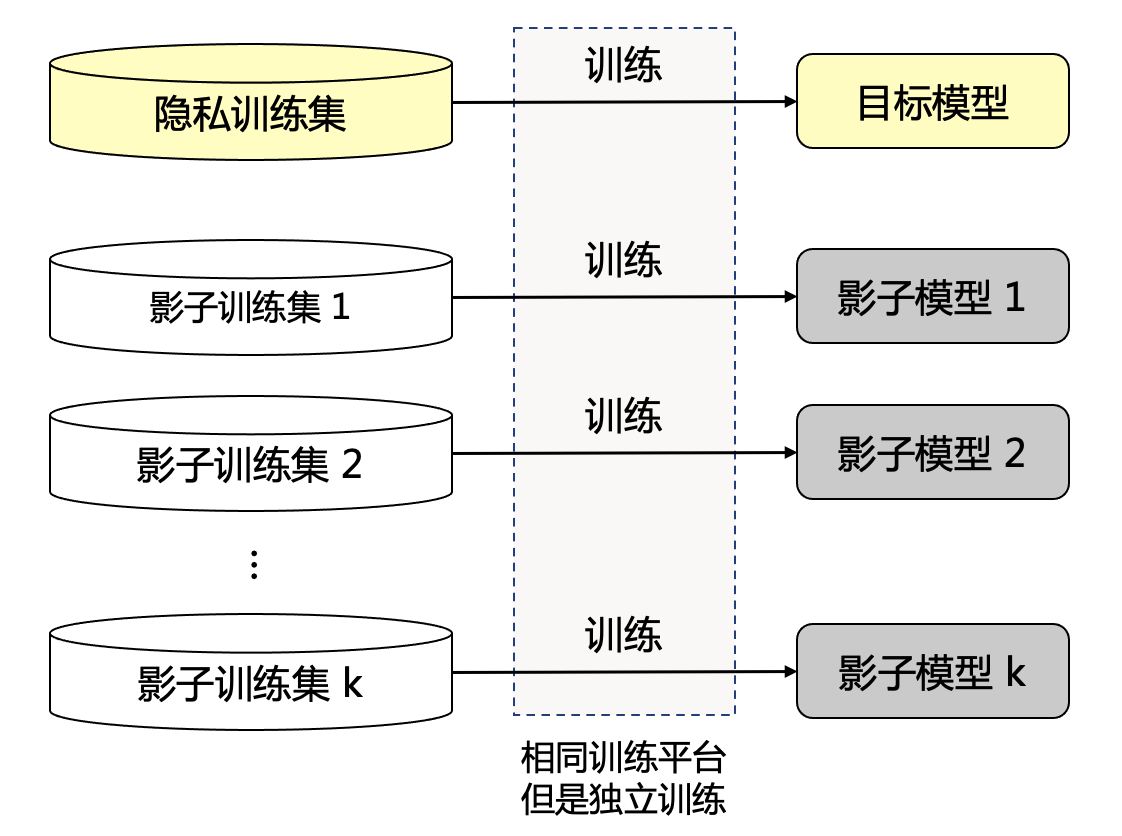 隐私训练集
训练
目标模型
影子训练集 1
训练
影子模型 1
影子训练集 2
训练
影子模型 2
⋮
影子训练集 k
训练
影子模型 k
相同训练平台
但是独立训练